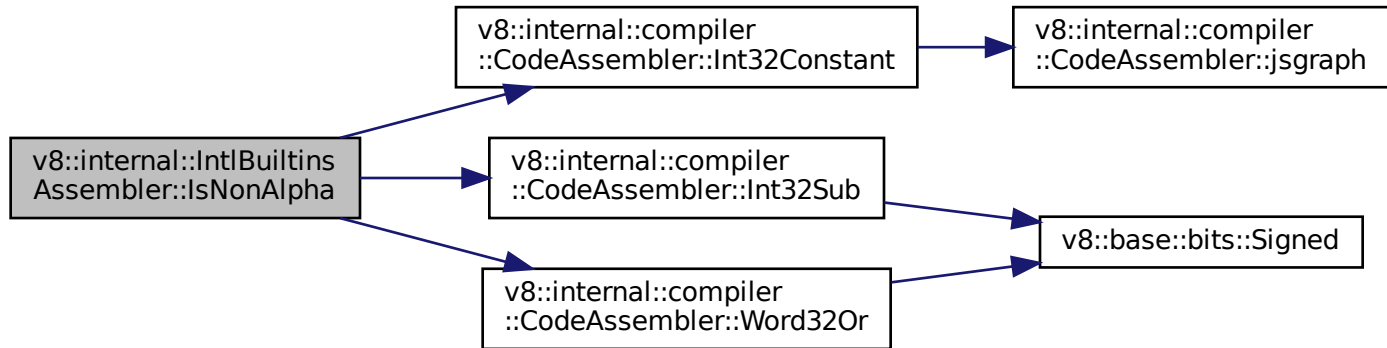 v8::internal::compiler
::CodeAssembler::Int32Constant
v8::internal::compiler
::CodeAssembler::jsgraph
v8::internal::IntlBuiltins
Assembler::IsNonAlpha
v8::internal::compiler
::CodeAssembler::Int32Sub
v8::base::bits::Signed
v8::internal::compiler
::CodeAssembler::Word32Or